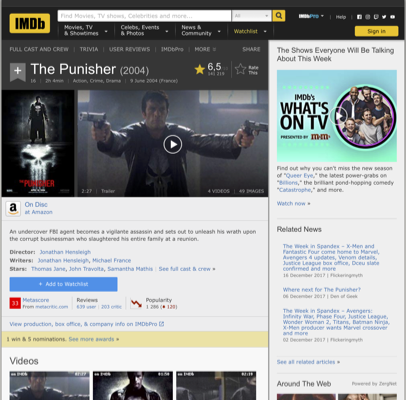 IMDb
Find Movies, TV shows, Celebrities and more...
All
IMDbPro
Help
Movies, TV
& Showtimes
Celebs, Events
& Photos
News &
Community
Watchlist
Sign in
FULL CAST AND CREW | TRIVIA | USER REVIEWS | IMDbPro | MORE
SHARE
The Punisher (2004)
6,5
Rate
This
16 | 2h 4min | Action, Crime, Drama | 9 June 2004 (France)
THE PUNISHER
2:27 | Trailer
4 VIDEOS | 49 IMAGES
On Disc
at Amazon
An undercover FBI agent becomes a vigilante assassin and sets out to unleash his wrath upon
the corrupt businessman who slaughtered his entire family at a reunion.
Director: Jonathan Hensleigh
Writers: Jonathan Hensleigh, Michael France
Stars: Thomas Jane, John Travolta, Samantha Mathis | See full cast & crew »
+ Add to Watchlist
33
Metascore
From metacritic.com
Reviews
639 user | 203 critic
Popularity
1 286 ( 120)
View production, box office, & company info on IMDbPro
1 win & 5 nominations. See more awards »
Videos
The Shows Everyone Will Be Talking
About This Week
IMDb's
WHAT'S
ON TV
PRESENTED BY
Find out why you can't miss the new season
of "Queer Eye," the latest power-grabs on
"Billions," the brilliant pond-hopping comedy
"Catastrophe," and more.
Watch now »
Related News
The Week in Spandex – X-Men and
Fantastic Four come home to Marvel,
Avengers 4 updates, Venom details,
Justice League box office, Dceu slate
confirmed and more
16 December 2017 | Flickeringmyth
Where next for The Punisher?
06 December 2017 | Den of Geek
The Week in Spandex – Avengers:
Infinity War, Phase Four, Justice League,
Wonder Woman 2, Titans, Batman Ninja,
X-Men producer wants Marvel crossover
and more
02 December 2017 | Flickeringmyth
See all related articles »
Around The Web
Powered by ZergNet